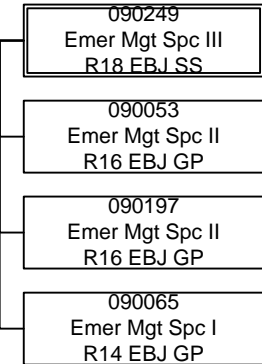 090249
Emer Mgt Spc III
R18 EBJ SS
090053
Emer Mgt Spc II
R16 EBJ GP
090197
Emer Mgt Spc II
R16 EBJ GP
090065
Emer Mgt Spc I
R14 EBJ GP